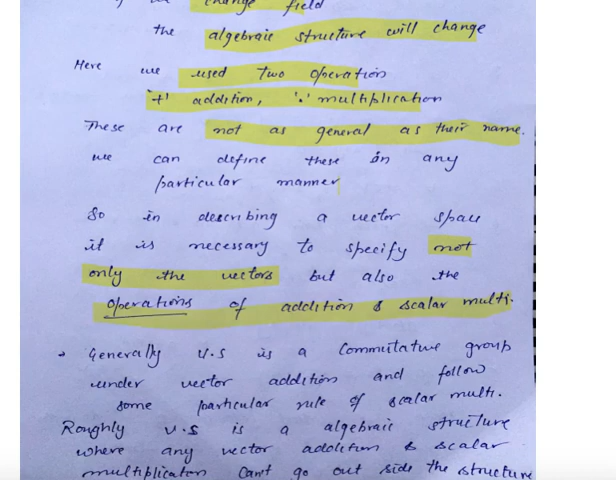 change field
the algebraic structure will change
Here we used two operation
'+' addition, '.' multiplication
These are not as general as their name.
we can define these in any
particular manner
So in describing a vector space
it is necessary to specify not
only the vectors but also the
operations of addition & scalar multi.
→ Generally V.S is a Commutative group
under vector addition and follow
some particular rule of scalar multi.
Roughly V.S is a algebraic structure
where any vector addition & scalar
multiplication can't go out side the structure